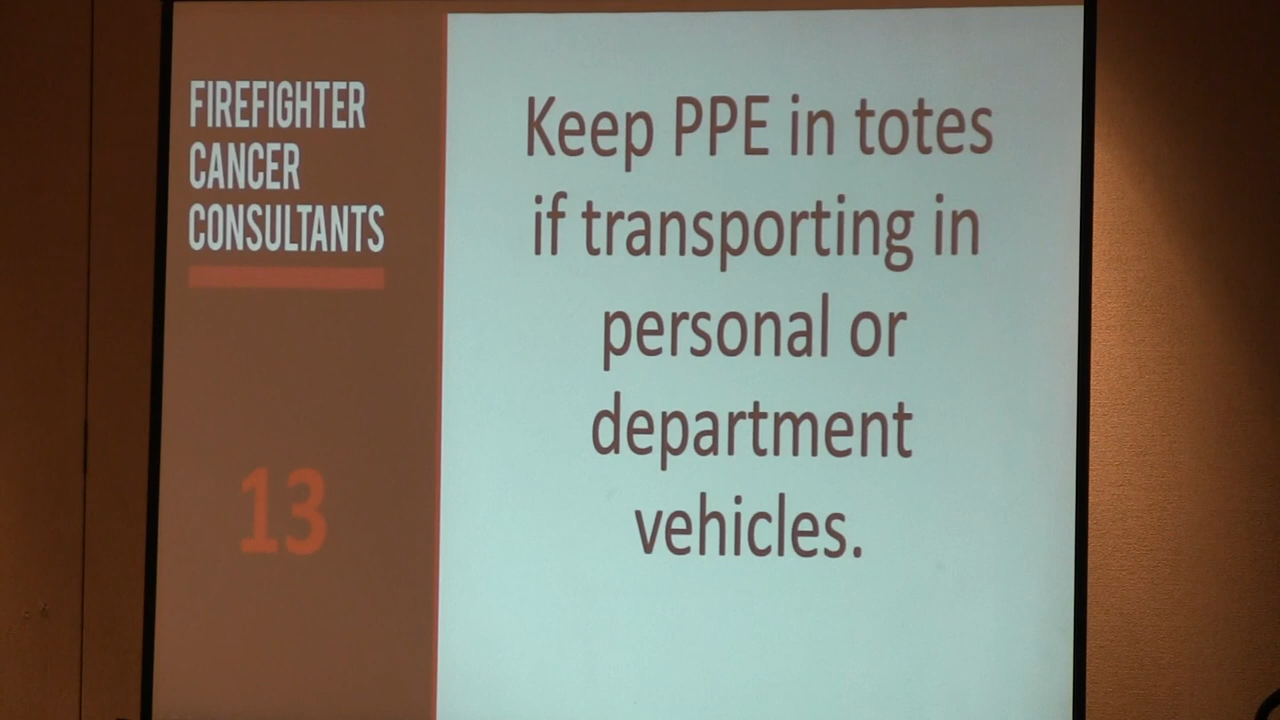 FIREFIGHTER
CANCER
CONSULTANTS
13
Keep PPE in totes
if transporting in
personal or
department
vehicles.